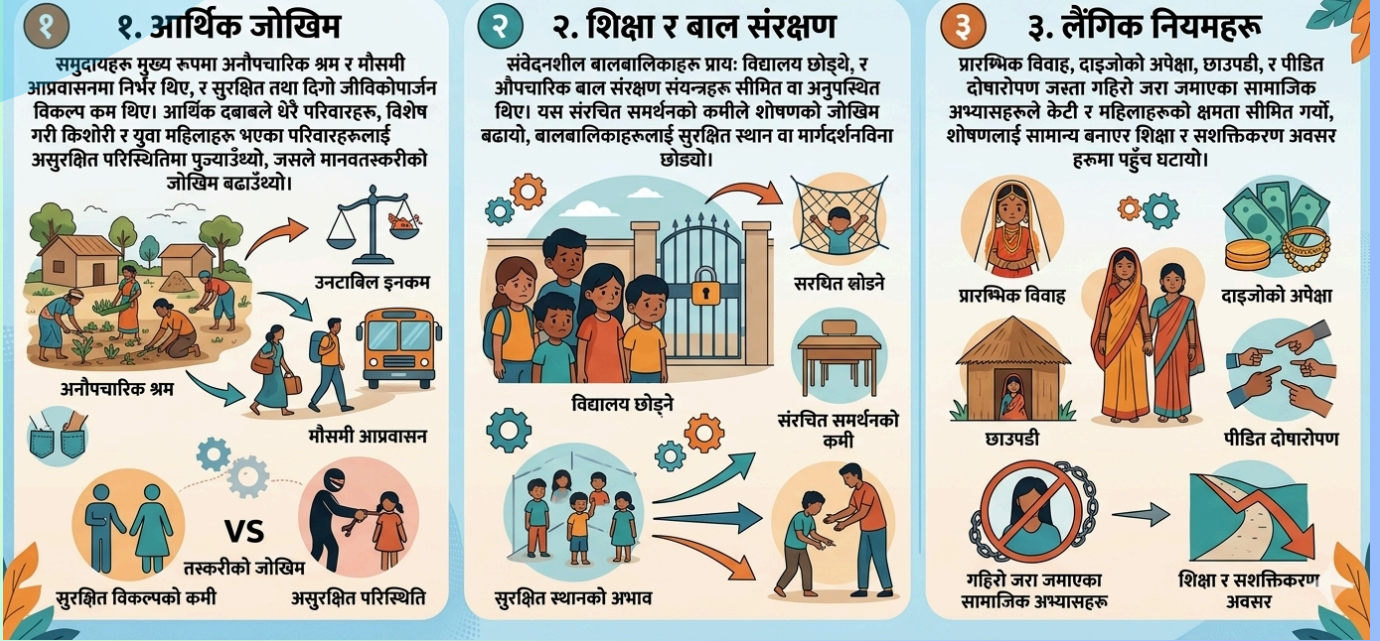 १
१. आर्थिक जोखिम
समुदायहरू मुख्य रूपमा अनौपचारिक श्रम र मौसमी
आप्रवासनमा निर्भर थिए, र सुरक्षित तथा दिगो जीविकोपार्जन
विकल्प कम थिए। आर्थिक दबाबले धेरै परिवारहरू, विशेष
गरी किशोरी र युवा महिलाहरू भएका परिवारहरूलाई
असुरक्षित परिस्थितिमा पुर्‍याउँथ्यो, जसले मानवतस्करीको
जोखिम बढाउँथ्यो।
उनटाबिल इनकम
अनौपचारिक श्रम
मौसमी आप्रवासन
VS
तस्करीको जोखिम
सुरक्षित विकल्पको कमी
असुरक्षित परिस्थिति
२
२. शिक्षा र बाल संरक्षण
संवेदनशील बालबालिकाहरू प्रायः विद्यालय छोड्थे, र
औपचारिक बाल संरक्षण संयन्त्रहरू सीमित वा अनुपस्थित
थिए। यस संरचित समर्थनको कमीले शोषणको जोखिम
बढायो, बालबालिकाहरूलाई सुरक्षित स्थान वा मार्गदर्शनविना
छोड्यो।
विद्यालय छोड्ने
संरचित समर्थनको
कमी
सुरक्षित स्थानको अभाव
३
३. लैंगिक नियमहरू
प्रारम्भिक विवाह, दाइजोको अपेक्षा, छाउपडी, र पीडित
दोषारोपण जस्ता गहिरो जरा जमाएका सामाजिक
अभ्यासहरूले केटी र महिलाहरूको क्षमता सीमित गर्यो,
शोषणलाई सामान्य बनाएर शिक्षा र सशक्तिकरण अवसर
हरूमा पहुँच घटायो।
प्रारम्भिक विवाह
दाइजोको अपेक्षा
छाउपडी
पीडित दोषारोपण
गहिरो जरा जमाएका
सामाजिक अभ्यासहरू
शिक्षा र सशक्तिकरण
अवसर